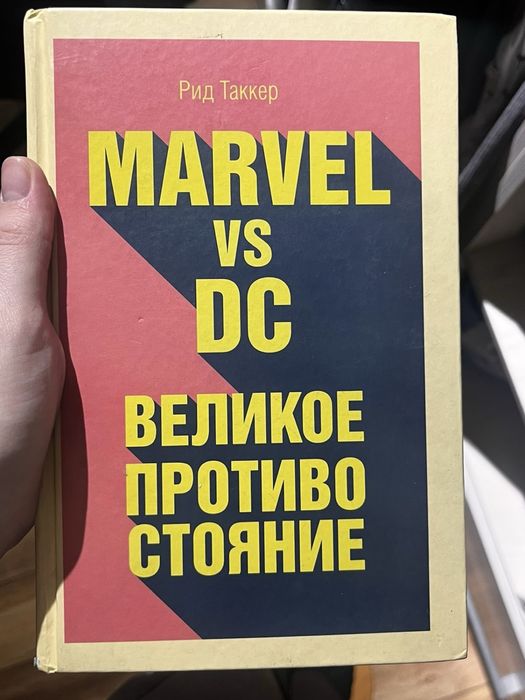 Рид Таккер
MARVEL
VS
DC
ВЕЛИКОЕ
ПРОТИВО
СТОЯНИЕ